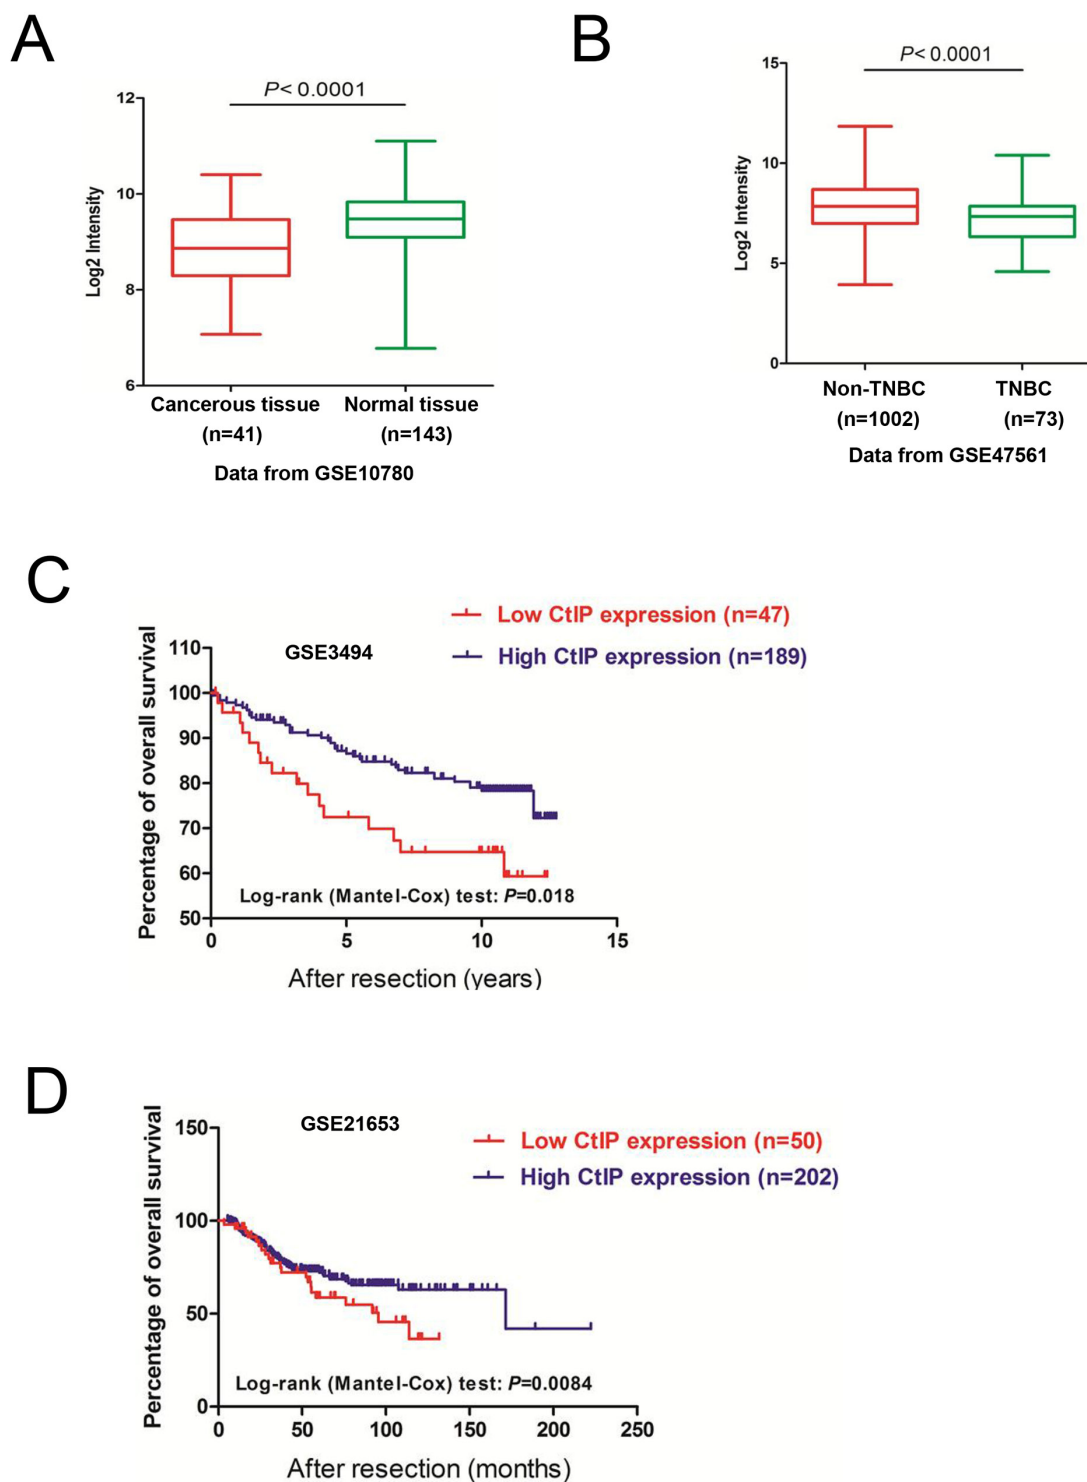 A
P< 0.0001
12
10
8
6
Log2 Intensity
Cancerous tissue
Normal tissue
(n=41)
(n=143)
Data from GSE10780
B
P< 0.0001
15
10
5
0
Log2 Intensity
Non-TNBC
TNBC
(n=1002)
(n=73)
Data from GSE47561
C
Low CtIP expression (n=47)
High CtIP expression (n=189)
GSE3494
110
100
90
80
70
60
50
Percentage of overall survival
Log-rank (Mantel-Cox) test: P=0.018
0
5
10
15
After resection (years)
D
GSE21653
Low CtIP expression (n=50)
High CtIP expression (n=202)
150
100
50
0
Percentage of overall survival
Log-rank (Mantel-Cox) test: P=0.0084
0
50
100
150
200
250
After resection (months)